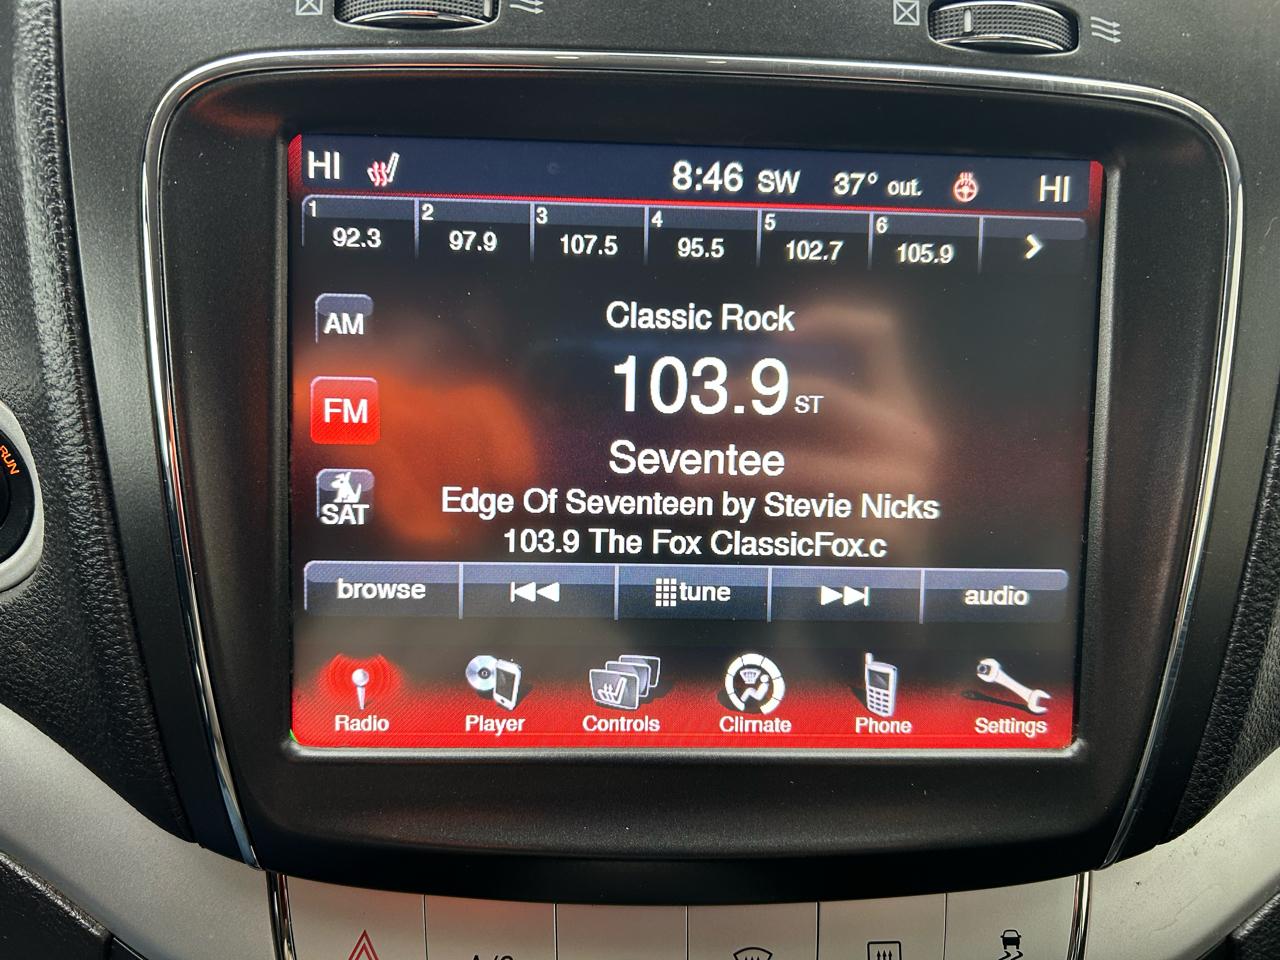 HI 8:46 SW 37° out. HI
1 2 3 4 5 6
92.3 97.9 107.5 95.5 102.7 105.9
AM
Classic Rock
103.9 ST
FM
Seventee
SAT
Edge Of Seventeen by Stevie Nicks
103.9 The Fox ClassicFox.c
browse tune audio
Radio Player Controls Climate Phone Settings
RUN
A/C